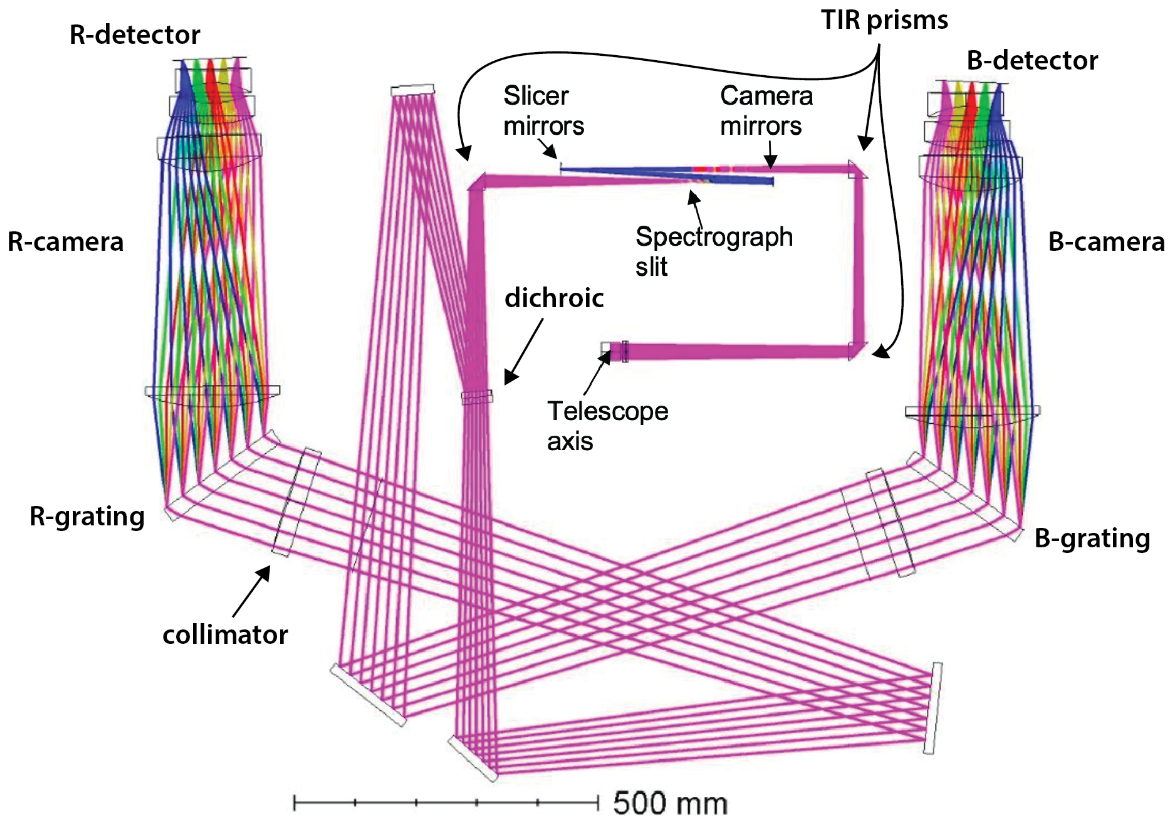 TIR prisms
R-detector
B-detector
Slicer
mirrors
Camera
mirrors
R-camera
Spectrograph
slit
B-camera
dichroic
Telescope
axis
R-grating
B-grating
collimator
500 mm